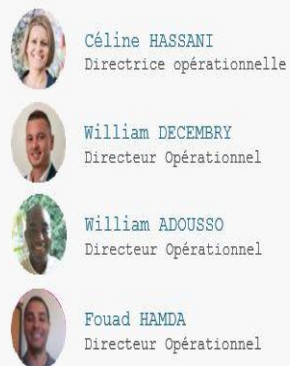 Céline HASSANI
Directrice opérationnelle
William DECEMBRY
Directeur Opérationnel
William ADOUSSO
Directeur Opérationnel
Fouad HAMDA
Directeur Opérationnel